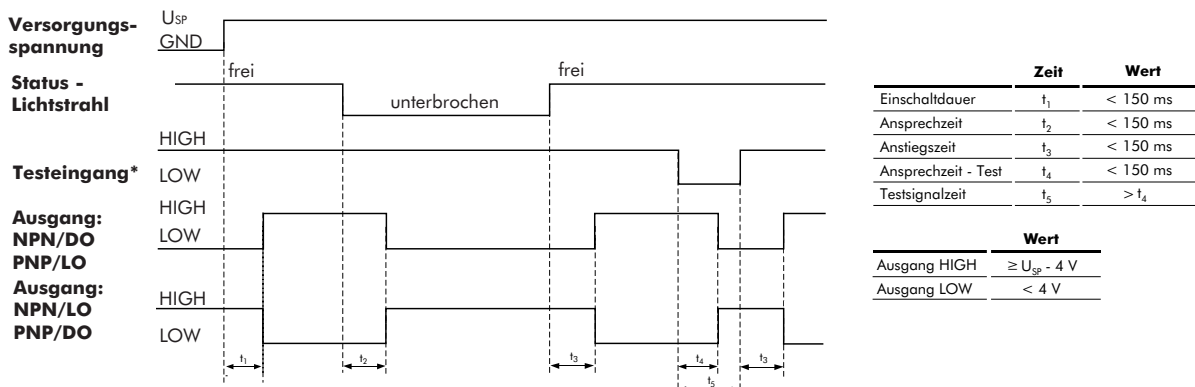 Versorgungs-
spannung
USP
GND
Status -
Lichtstrahl
frei
unterbrochen
frei
Testeingang*
HIGH
LOW
Ausgang:
NPN/DO
PNP/LO
HIGH
LOW
Ausgang:
NPN/LO
PNP/DO
HIGH
LOW
t1
t2
t3
t4
t3
t5
Zeit Wert
Einschaltdauer t1 < 150 ms
Ansprechzeit t2 < 150 ms
Anstiegszeit t3 < 150 ms
Ansprechzeit - Test t4 < 150 ms
Testsignalzeit t5 > t4
Wert
Ausgang HIGH ≥ USP - 4 V
Ausgang LOW < 4 V